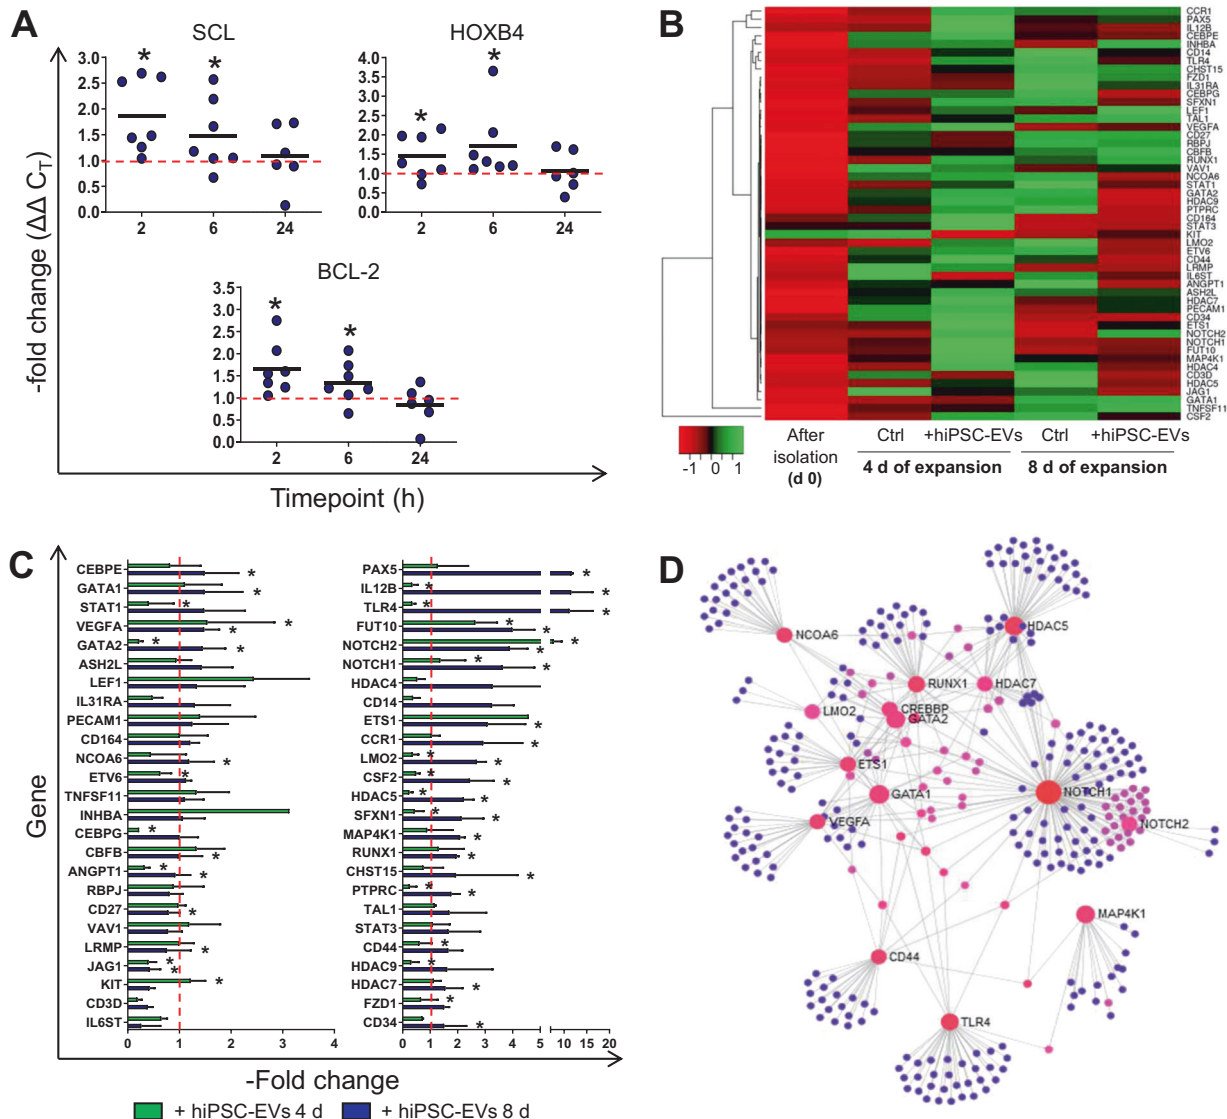 A
SCL
HOXB4
BCL-2
-fold change (ΔΔ CT)
3.0
2.5
2.0
1.5
1.0
0.5
0.0
*
*
2
6
24
4.0
3.5
3.0
2.5
2.0
1.5
1.0
0.5
0.0
*
*
2
6
24
3.5
3.0
2.5
2.0
1.5
1.0
0.5
0.0
*
*
2
6
24
Timepoint (h)
B
CCR1
PAX5
IL12B
CEBPE
INHBA
CD14
TLR4
CHST15
FZD1
IL31RA
CEBPG
SFXN1
LEF1
TAL1
VEGFA
CD27
RBPJ
CBFB
RUNX1
VAV1
NCOA6
STAT1
GATA2
HDAC9
PTPRC
CD164
STAT3
KIT
LMO2
ETV6
CD44
LRMP
IL6ST
ANGPT1
ASH2L
HDAC7
PECAM1
CD34
ETS1
NOTCH2
NOTCH1
FUT10
MAP4K1
HDAC4
CD3D
HDAC5
JAG1
GATA1
TNFSF11
CSF2
-1 0 1
After isolation (d 0)
Ctrl +hiPSC-EVs
4 d of expansion
Ctrl +hiPSC-EVs
8 d of expansion
C
Gene
CEBPE *
GATA1 *
STAT1 *
VEGFA * *
GATA2 * *
ASH2L
LEF1
IL31RA
PECAM1
CD164
NCOA6 *
ETV6 *
TNFSF11
INHBA
CEBPG *
CBFB *
ANGPT1 * *
RBPJ
CD27 *
VAV1
LRMP *
JAG1 * *
KIT *
CD3D
IL6ST
0 1 2 3 4
PAX5 *
IL12B * *
TLR4 * *
FUT10 * *
NOTCH2 * *
NOTCH1 * *
HDAC4
CD14
ETS1 *
CCR1 *
LMO2 * *
CSF2 * *
HDAC5 * *
SFXN1 * *
MAP4K1 *
RUNX1 *
CHST15 *
PTPRC * *
TAL1
STAT3
CD44 *
HDAC9 *
HDAC7 *
FZD1 *
CD34 *
0 1 2 3 4 5 10 15 20
-Fold change
+ hiPSC-EVs 4 d + hiPSC-EVs 8 d
D
NCOA6
HDAC5
RUNX1
HDAC7
LMO2
CREBBP
GATA2
ETS1
GATA1
NOTCH1
VEGFA
NOTCH2
MAP4K1
CD44
TLR4